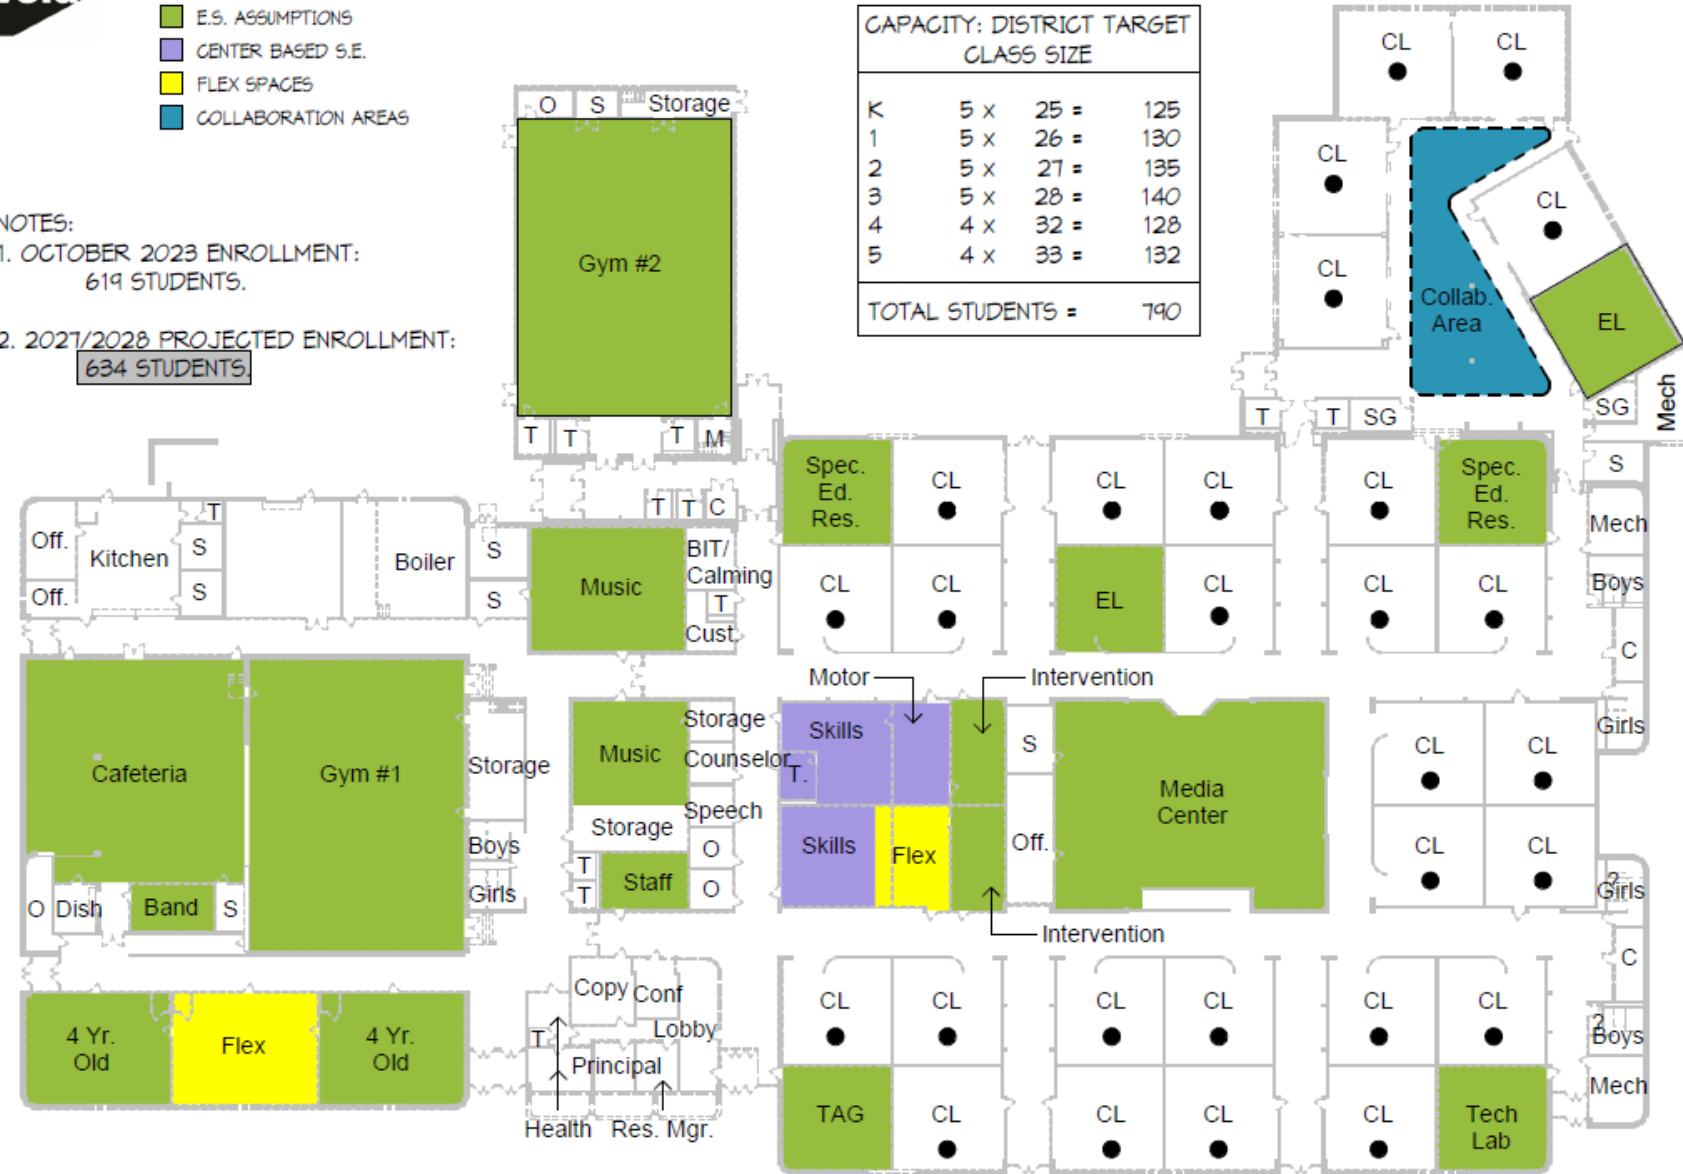 E.S. ASSUMPTIONS
CENTER BASED S.E.
FLEX SPACES
COLLABORATION AREAS
NOTES:
1. OCTOBER 2023 ENROLLMENT:
619 STUDENTS.
2. 2027/2028 PROJECTED ENROLLMENT:
634 STUDENTS.
CAPACITY: DISTRICT TARGET
CLASS SIZE
K 5 x 25 = 125
1 5 x 26 = 130
2 5 x 27 = 135
3 5 x 28 = 140
4 4 x 32 = 128
5 4 x 33 = 132
TOTAL STUDENTS = 790
CL CL
O S Storage
CL
CL
Gym #2
CL
Collab.
Area
EL
SG
Mech
T T SG
T T T M
Spec.
Ed.
Res.
CL CL CL CL
Spec.
Ed.
Res.
S
T T C
T
Off. Kitchen S Boiler S
Off. S S
Music
BIT/
Calming
T
Cust.
CL CL EL CL CL CL
Mech
Boys
C
Motor Intervention
Cafeteria Gym #1 Storage
Music
Storage
Counselor
Speech
Storage
O
O
T
T
Staff
Skills
T.
S
Media
Center
CL CL
Girls
Skills Flex Off.
CL CL
?
Girls
Boys
Girls
O Dish Band S
Intervention
C
4 Yr.
Old
Flex
4 Yr.
Old
Copy Conf
Lobby
T
Principal
Health Res. Mgr.
CL CL CL CL CL CL
?
Boys
Mech
TAG CL CL CL CL
Tech
Lab